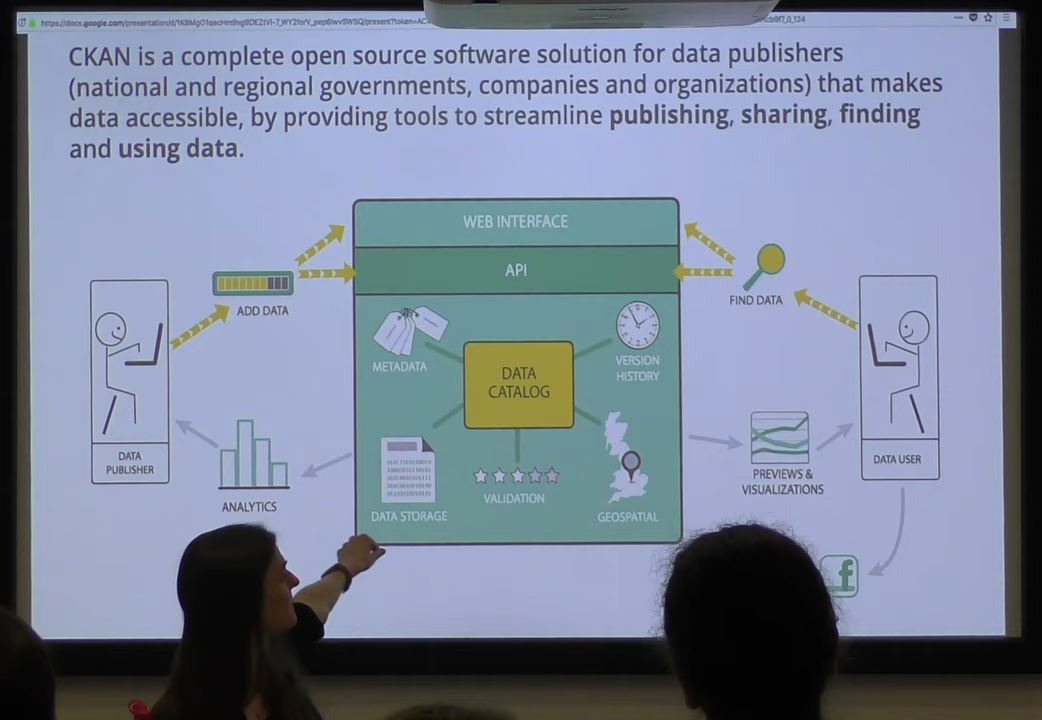 CKAN is a complete open source software solution for data publishers
(national and regional governments, companies and organizations) that makes
data accessible, by providing tools to streamline publishing, sharing, finding
and using data.
WEB INTERFACE
API
ADD DATA
FIND DATA
METADATA
VERSION
HISTORY
DATA
CATALOG
DATA
PUBLISHER
ANALYTICS
DATA STORAGE
VALIDATION
GEOSPATIAL
PREVIEWS &
VISUALIZATIONS
DATA USER
f